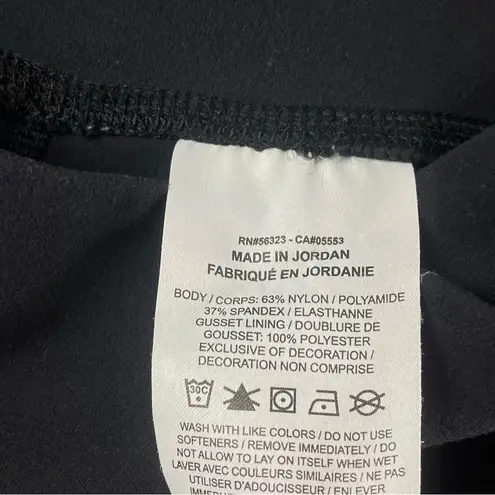 RN#56323 - CA#05553
MADE IN JORDAN
FABRIQUÉ EN JORDANIE
BODY / CORPS: 63% NYLON / POLYAMIDE
37% SPANDEX / ELASTHANNE
GUSSET LINING / DOUBLURE DE
GOUSSET: 100% POLYESTER
EXCLUSIVE OF DECORATION /
DECORATION NON COMPRISE
30C
WASH WITH LIKE COLORS / DO NOT USE
SOFTENERS / REMOVE IMMEDIATELY / DO
NOT ALLOW TO LAY ON ITSELF WHEN WET
LAVER AVEC COULEURS SIMILAIRES / NE PAS
UTILISER D'ADOUCISSEUR / ENLEVER